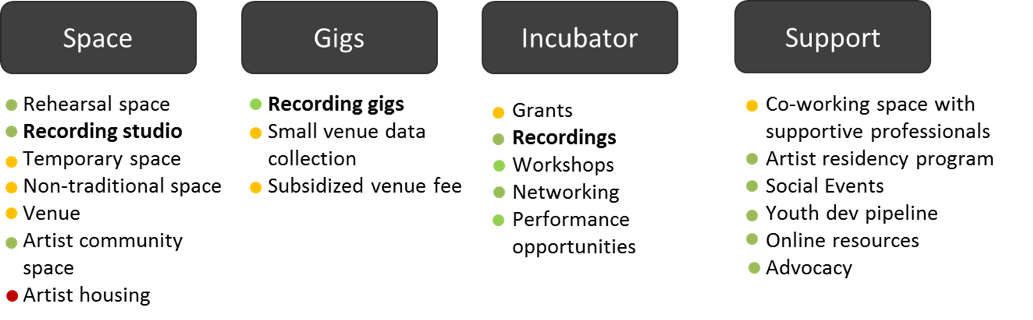 Space
Rehearsal space
Recording studio
Temporary space
Non-traditional space
Venue
Artist community
space
Artist housing
Gigs
Recording gigs
Small venue data
collection
Subsidized venue fee
Incubator
Grants
Recordings
Workshops
Networking
Performance
opportunities
Support
Co-working space with
supportive professionals
Artist residency program
Social Events
Youth dev pipeline
Online resources
Advocacy